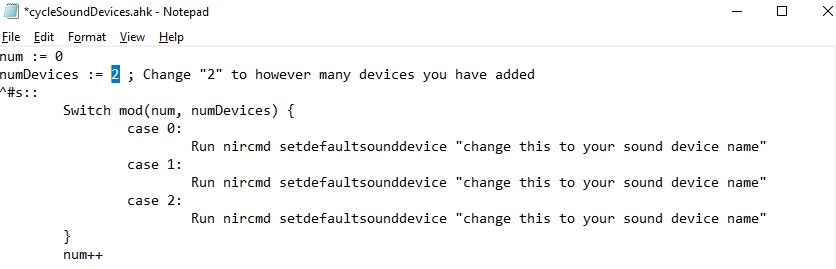 *cycleSoundDevices.ahk - Notepad
File Edit Format View Help
num := 0
numDevices := 2 ; Change "2" to however many devices you have added
^#s::
Switch mod(num, numDevices) {
case 0:
Run nircmd setdefaultsounddevice "change this to your sound device name"
case 1:
Run nircmd setdefaultsounddevice "change this to your sound device name"
case 2:
Run nircmd setdefaultsounddevice "change this to your sound device name"
}
num++